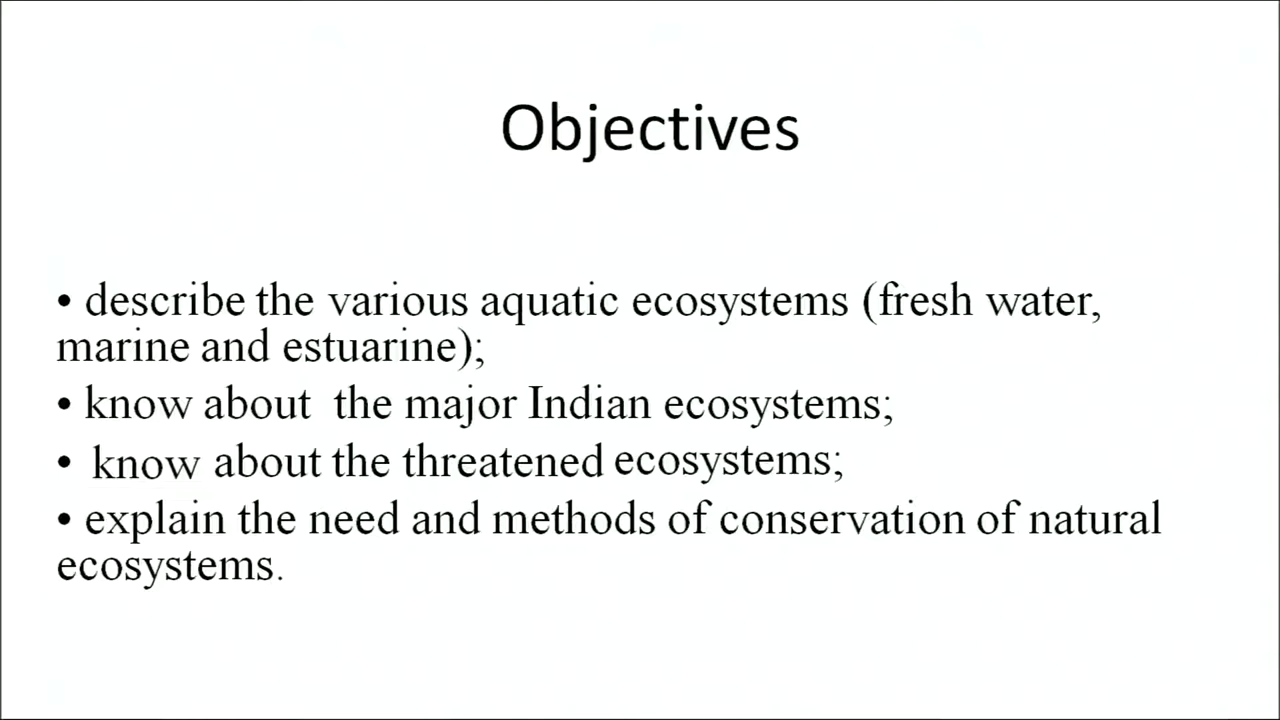 Objectives
• describe the various aquatic ecosystems (fresh water,
marine and estuarine);
• know about the major Indian ecosystems;
• know about the threatened ecosystems;
• explain the need and methods of conservation of natural
ecosystems.